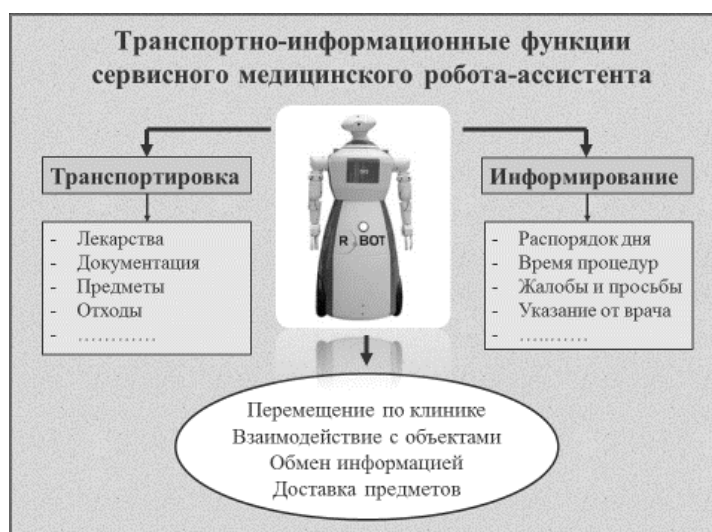 Транспортно-информационные функции
сервисного медицинского робота-ассистента
Транспортировка
- Лекарства
- Документация
- Предметы
- Отходы
- …………
R BOT
Информирование
- Распорядок дня
- Время процедур
- Жалобы и просьбы
- Указание от врача
- …………
Перемещение по клинике
Взаимодействие с объектами
Обмен информацией
Доставка предметов